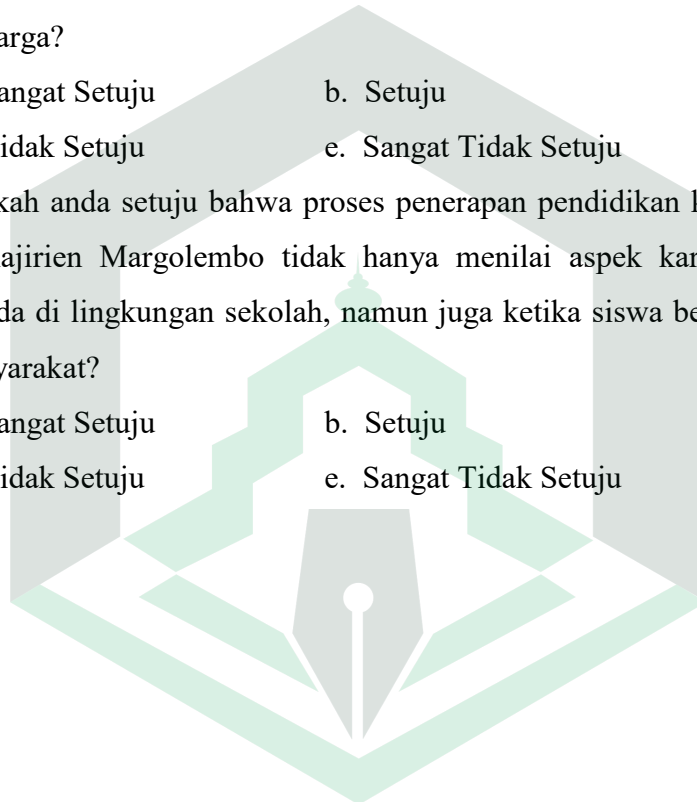 arga?
angat Setuju b. Setuju
idak Setuju e. Sangat Tidak Setuju
kah anda setuju bahwa proses penerapan pendidikan
ajirien Margolembo tidak hanya menilai aspek kar
da di lingkungan sekolah, namun juga ketika siswa be
yarakat?
angat Setuju b. Setuju
idak Setuju e. Sangat Tidak Setuju